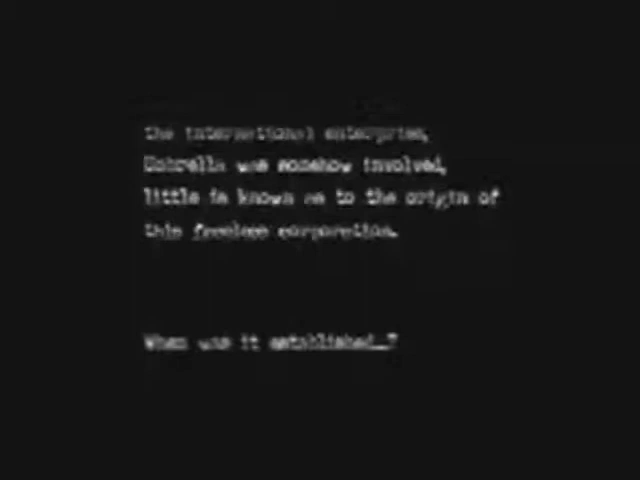 the international enterprise,
Umbrella was somehow involved,
little is known as to the origin of
this faceless corporation.
When was it established…?